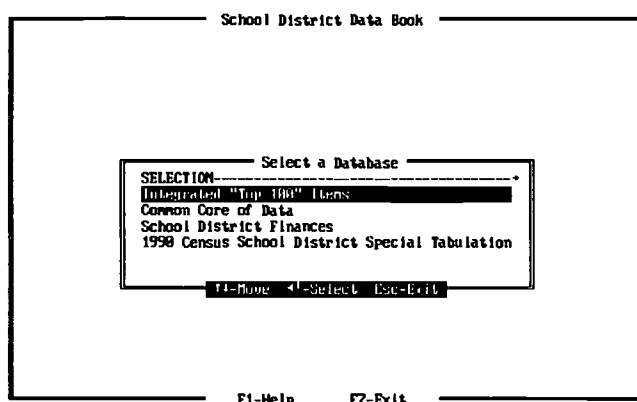 School District Data Book
Select a Database
SELECTION
Integrated "Top 100" Items
Common Core of Data
School District Finances
1990 Census School District Special Tabulation
↑↓-Move ◄┘-Select Esc-Exit
F1-Help F7-Exit